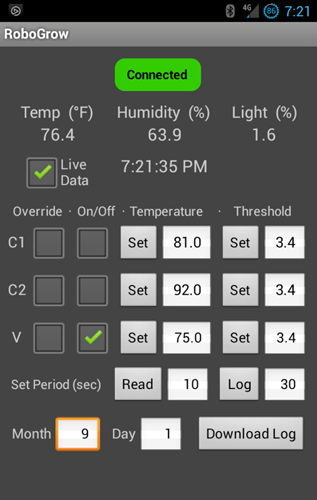 4G 86 7:21
RoboGrow
Connected
Temp (°F) Humidity (%) Light (%)
76.4 63.9 1.6
Live Data 7:21:35 PM
Override · On/Off · Temperature · Threshold
C1 Set 81.0 Set 3.4
C2 Set 92.0 Set 3.4
V Set 75.0 Set 3.4
Set Period (sec) Read 10 Log 30
Month 9 Day 1 Download Log